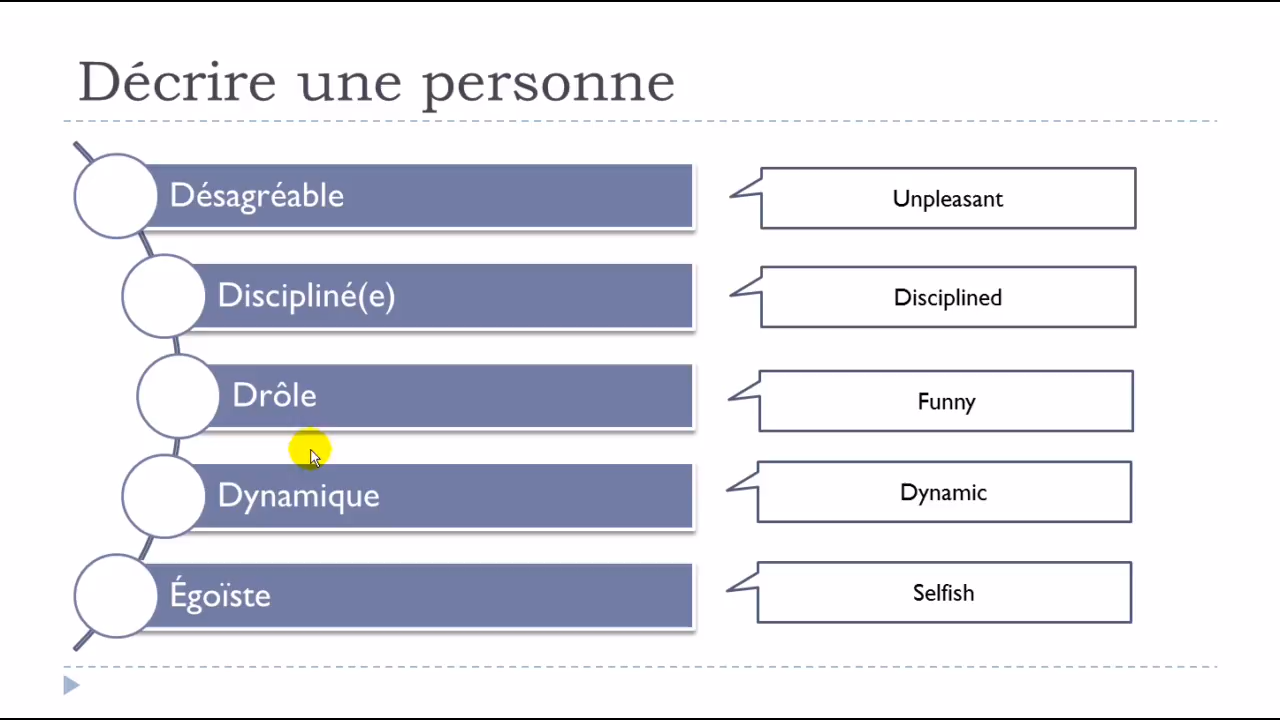 Décrire une personne
Désagréable
Unpleasant
Discipliné(e)
Disciplined
Drôle
Funny
Dynamique
Dynamic
Égoïste
Selfish